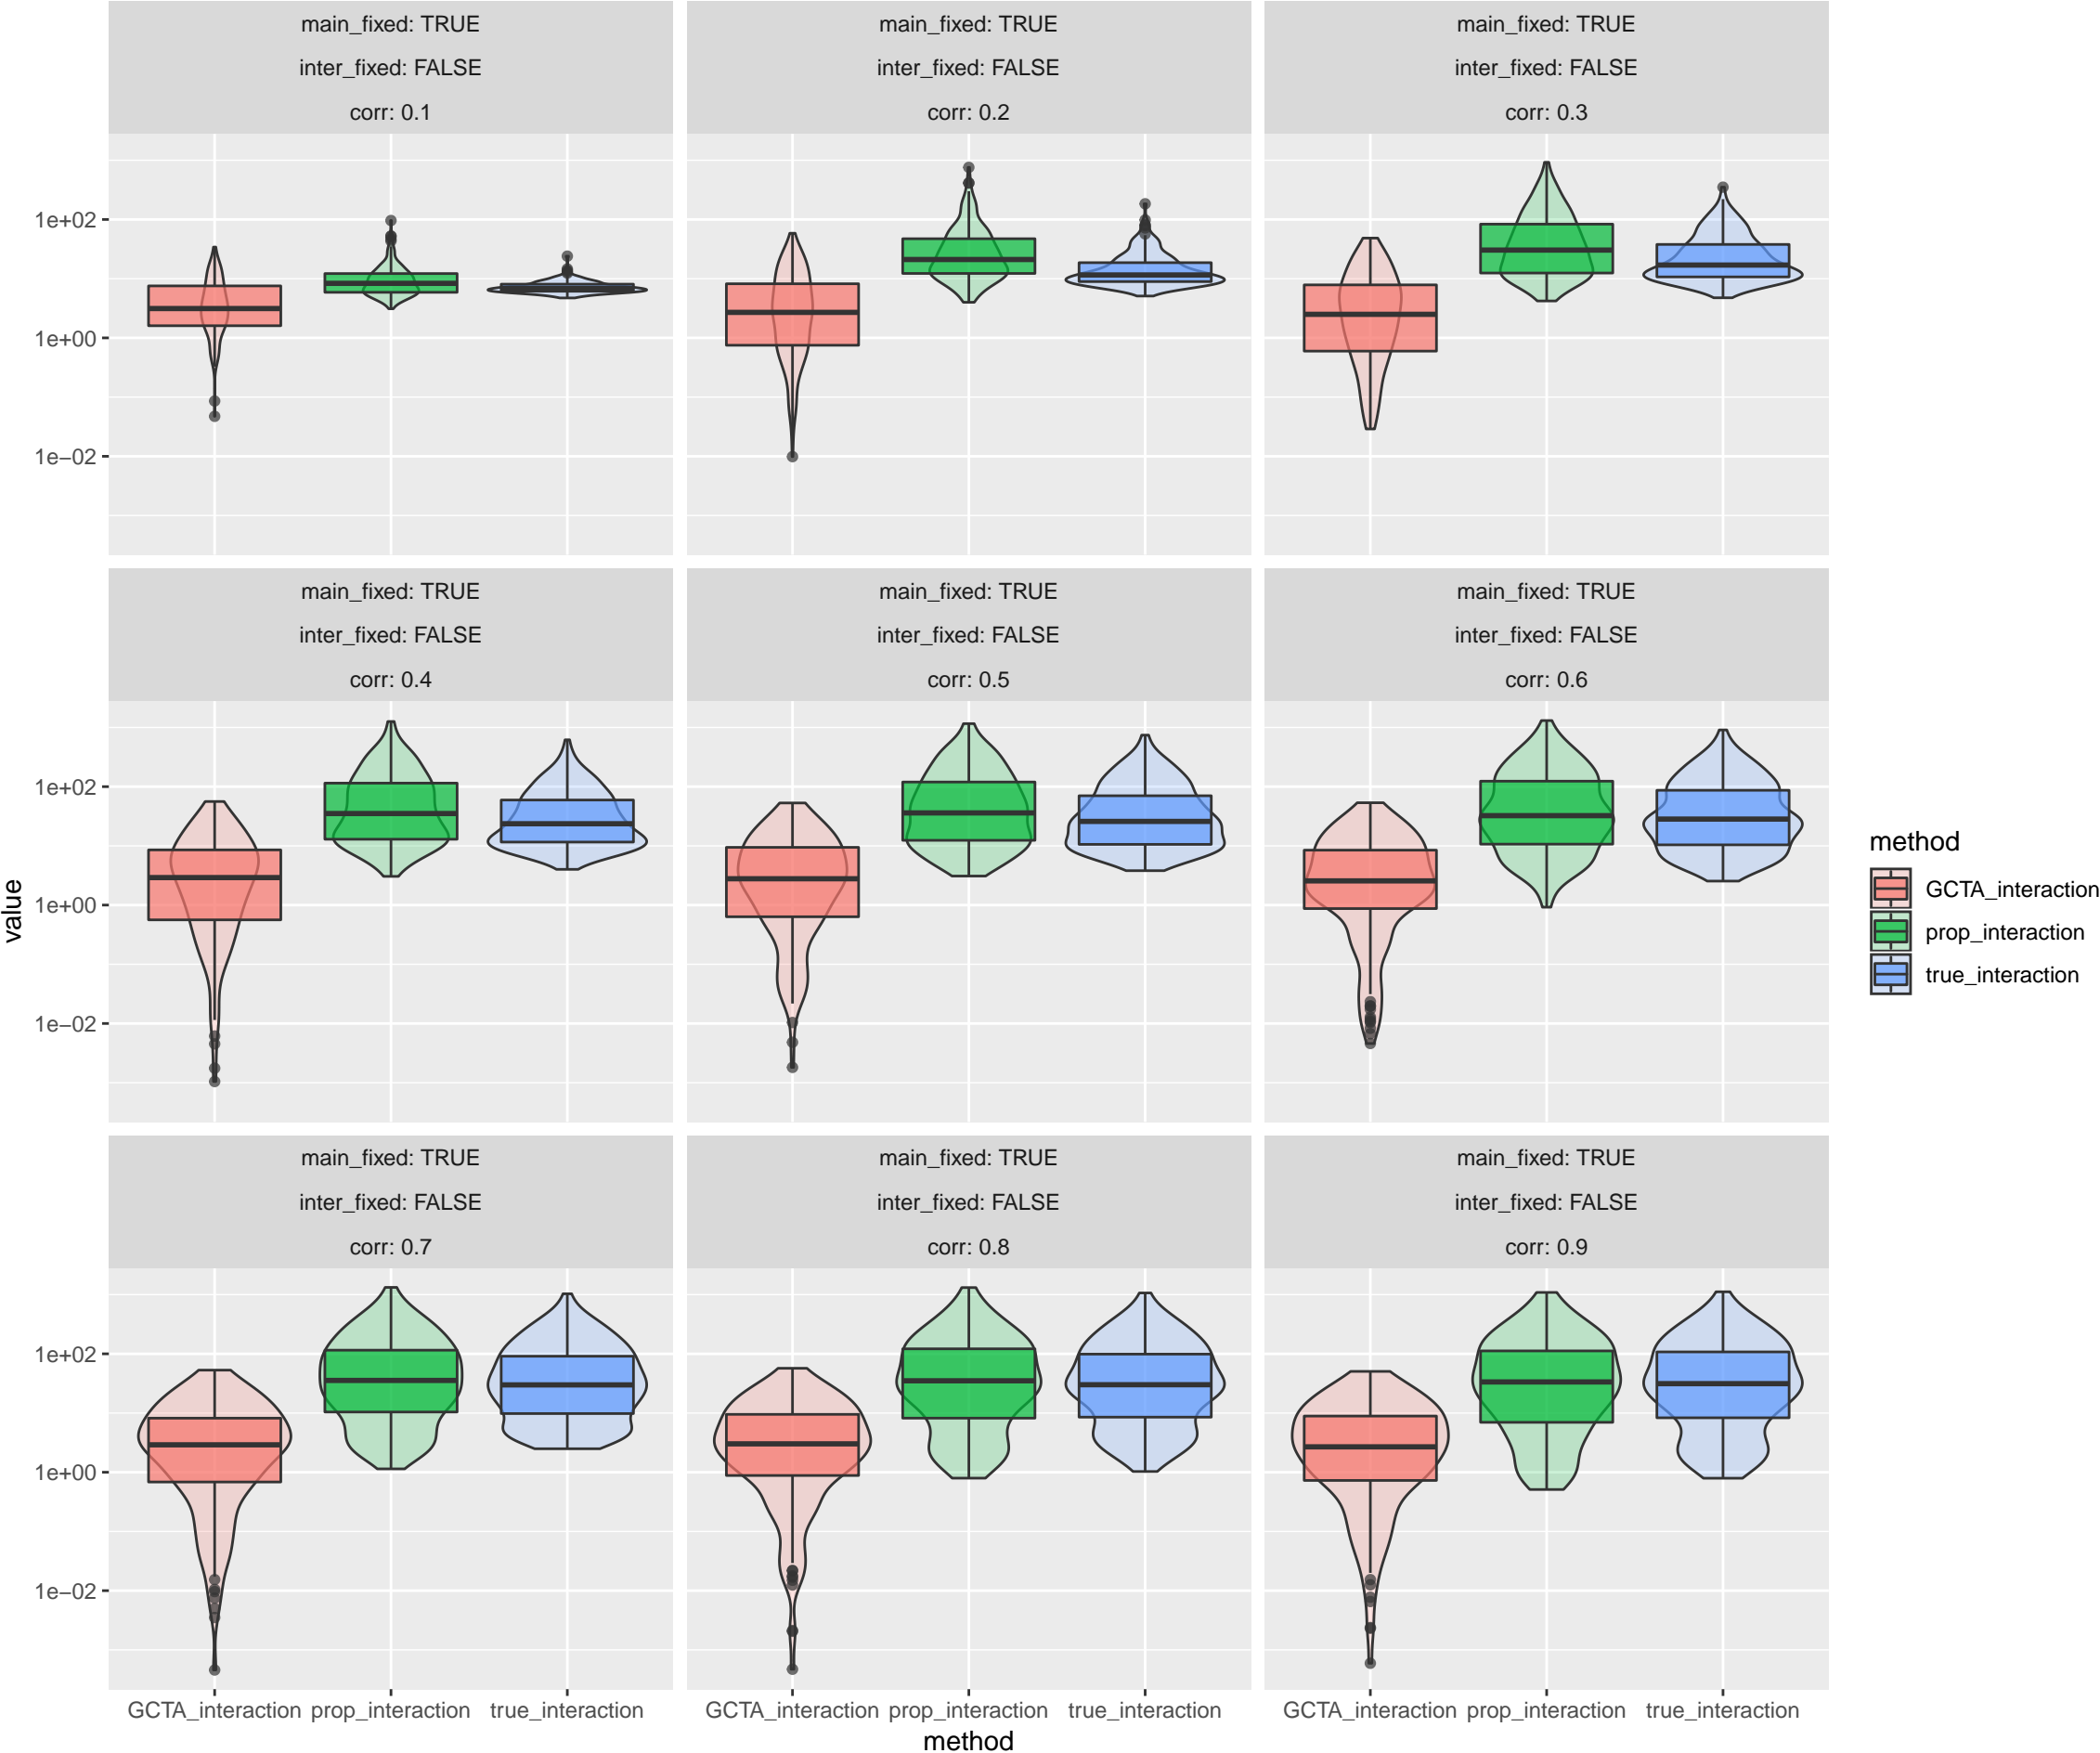 main_fixed: TRUE
main_fixed: TRUE
main_fixed: TRUE
inter_fixed: FALSE
inter_fixed: FALSE
inter_fixed: FALSE
corr: 0.1
corr: 0.2
corr: 0.3
1e+02
1e+00
1e−02
main_fixed: TRUE
main_fixed: TRUE
main_fixed: TRUE
inter_fixed: FALSE
inter_fixed: FALSE
inter_fixed: FALSE
corr: 0.4
corr: 0.5
corr: 0.6
1e+02
1e+00
1e−02
value
main_fixed: TRUE
main_fixed: TRUE
main_fixed: TRUE
inter_fixed: FALSE
inter_fixed: FALSE
inter_fixed: FALSE
corr: 0.7
corr: 0.8
corr: 0.9
1e+02
1e+00
1e−02
GCTA_interaction prop_interaction true_interaction
GCTA_interaction prop_interaction true_interaction
GCTA_interaction prop_interaction true_interaction
method
method
GCTA_interaction
prop_interaction
true_interaction